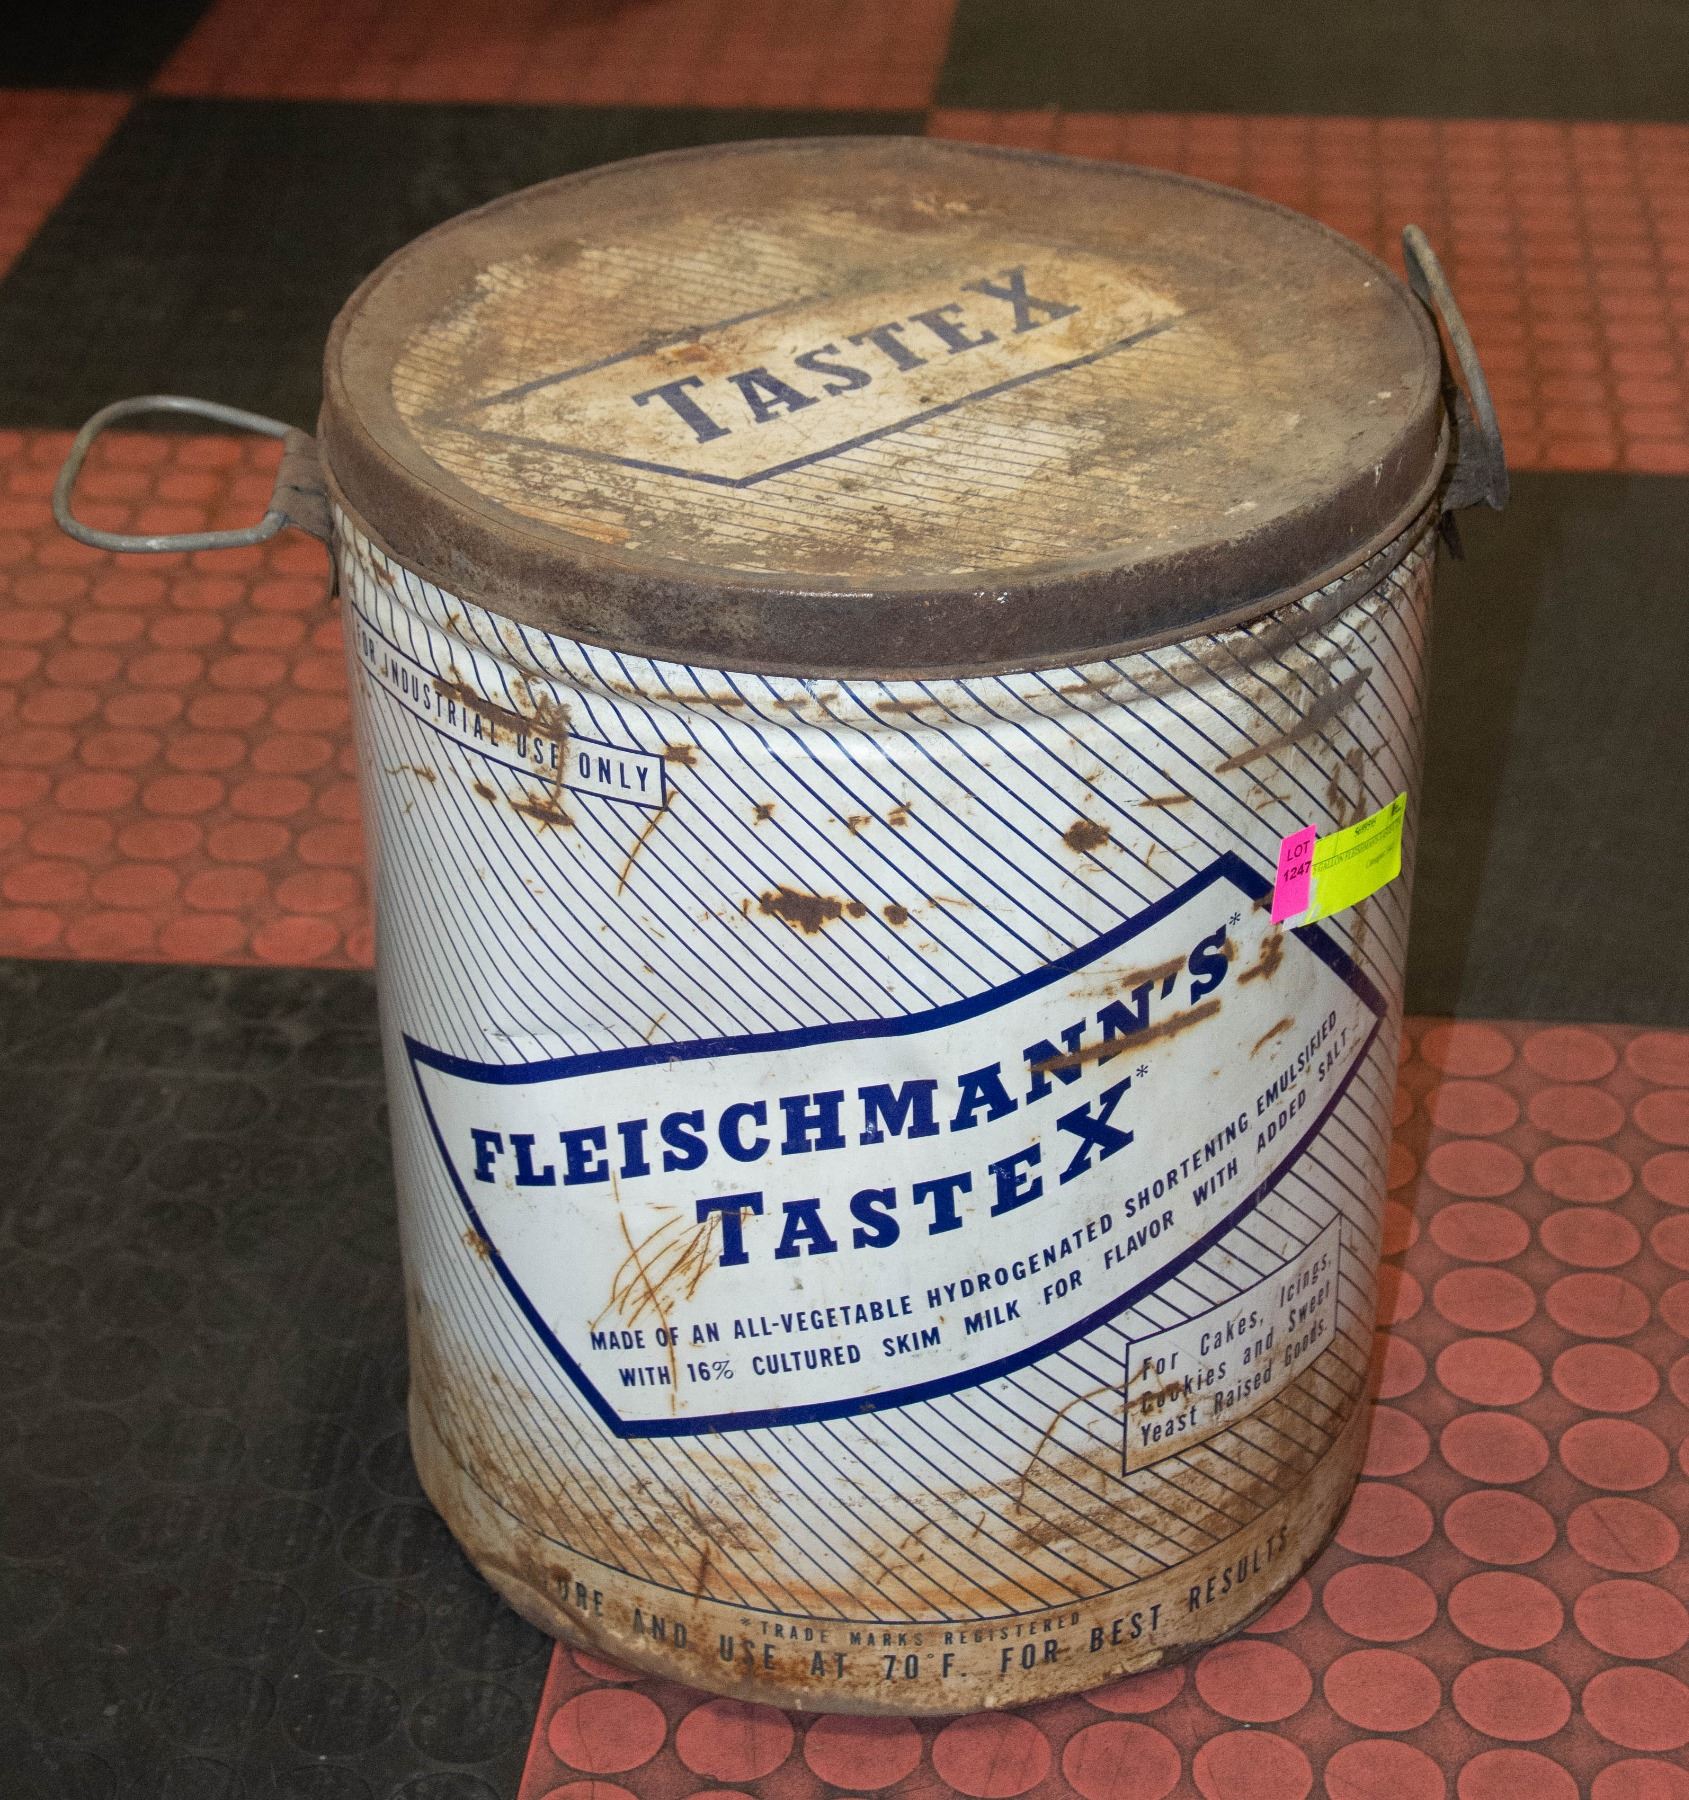 TASTEX
FOR INDUSTRIAL USE ONLY
LOT
1247
FLEISCHMANN'S*
TASTEX*
MADE OF AN ALL-VEGETABLE HYDROGENATED SHORTENING EMULSIFIED
WITH 16% CULTURED SKIM MILK FOR FLAVOR WITH ADDED SALT
For Cakes, Icings,
Cookies and Sweet
Yeast Raised Goods.
*TRADE MARKS REGISTERED
AND USE AT 70°F. FOR BEST RESULTS